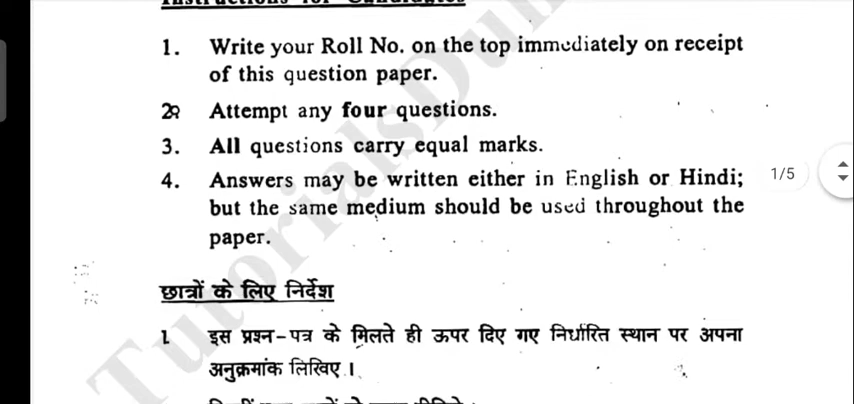 Instructions for Candidates
1. Write your Roll No. on the top immediately on receipt
of this question paper.
2. Attempt any four questions.
3. All questions carry equal marks.
4. Answers may be written either in English or Hindi;
but the same medium should be used throughout the
paper.
1/5
छात्रों के लिए निर्देश
1. इस प्रश्न-पत्र के मिलते ही ऊपर दिए गए निर्धारित स्थान पर अपना
अनुक्रमांक लिखिए।